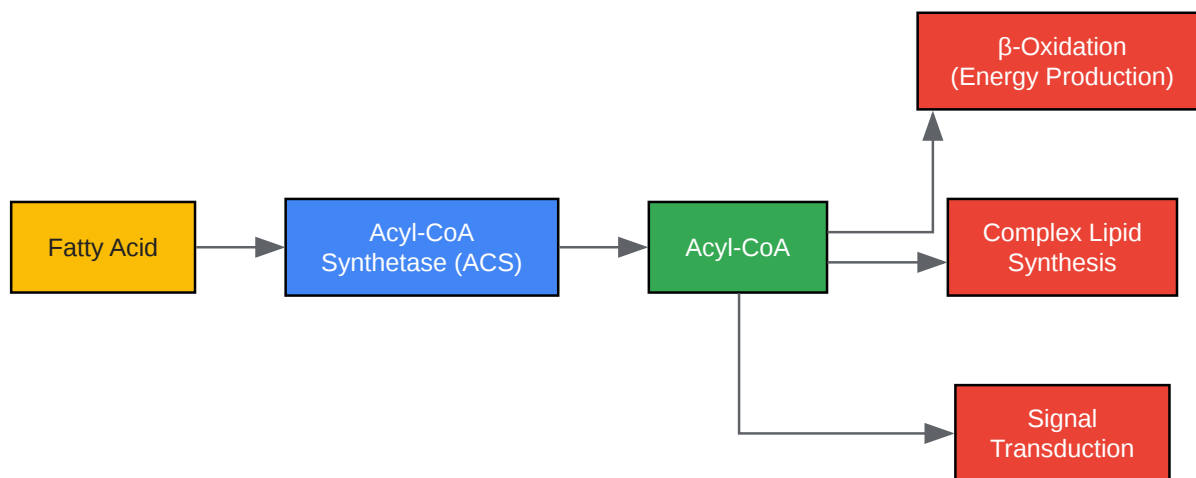 β-Oxidation
(Energy Production)
Fatty Acid
Acyl-CoA
Synthetase (ACS)
Acyl-CoA
Complex Lipid
Synthesis
Signal
Transduction